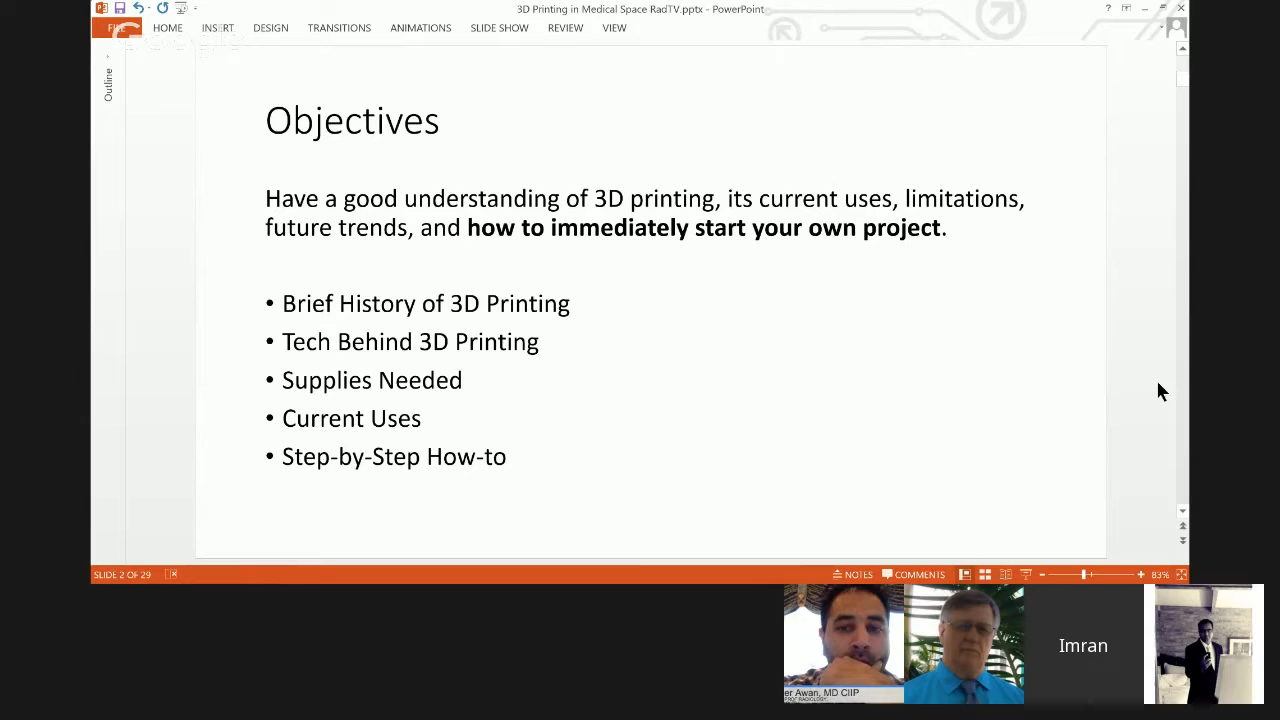 3D Printing in Medical Space RadTV.pptx - PowerPoint
FILE HOME INSERT DESIGN TRANSITIONS ANIMATIONS SLIDE SHOW REVIEW VIEW
Outline
Objectives
Have a good understanding of 3D printing, its current uses, limitations,
future trends, and how to immediately start your own project.
• Brief History of 3D Printing
• Tech Behind 3D Printing
• Supplies Needed
• Current Uses
• Step-by-Step How-to
SLIDE 2 OF 29 NOTES COMMENTS 83%
Imran
er Awan, MD CIIP